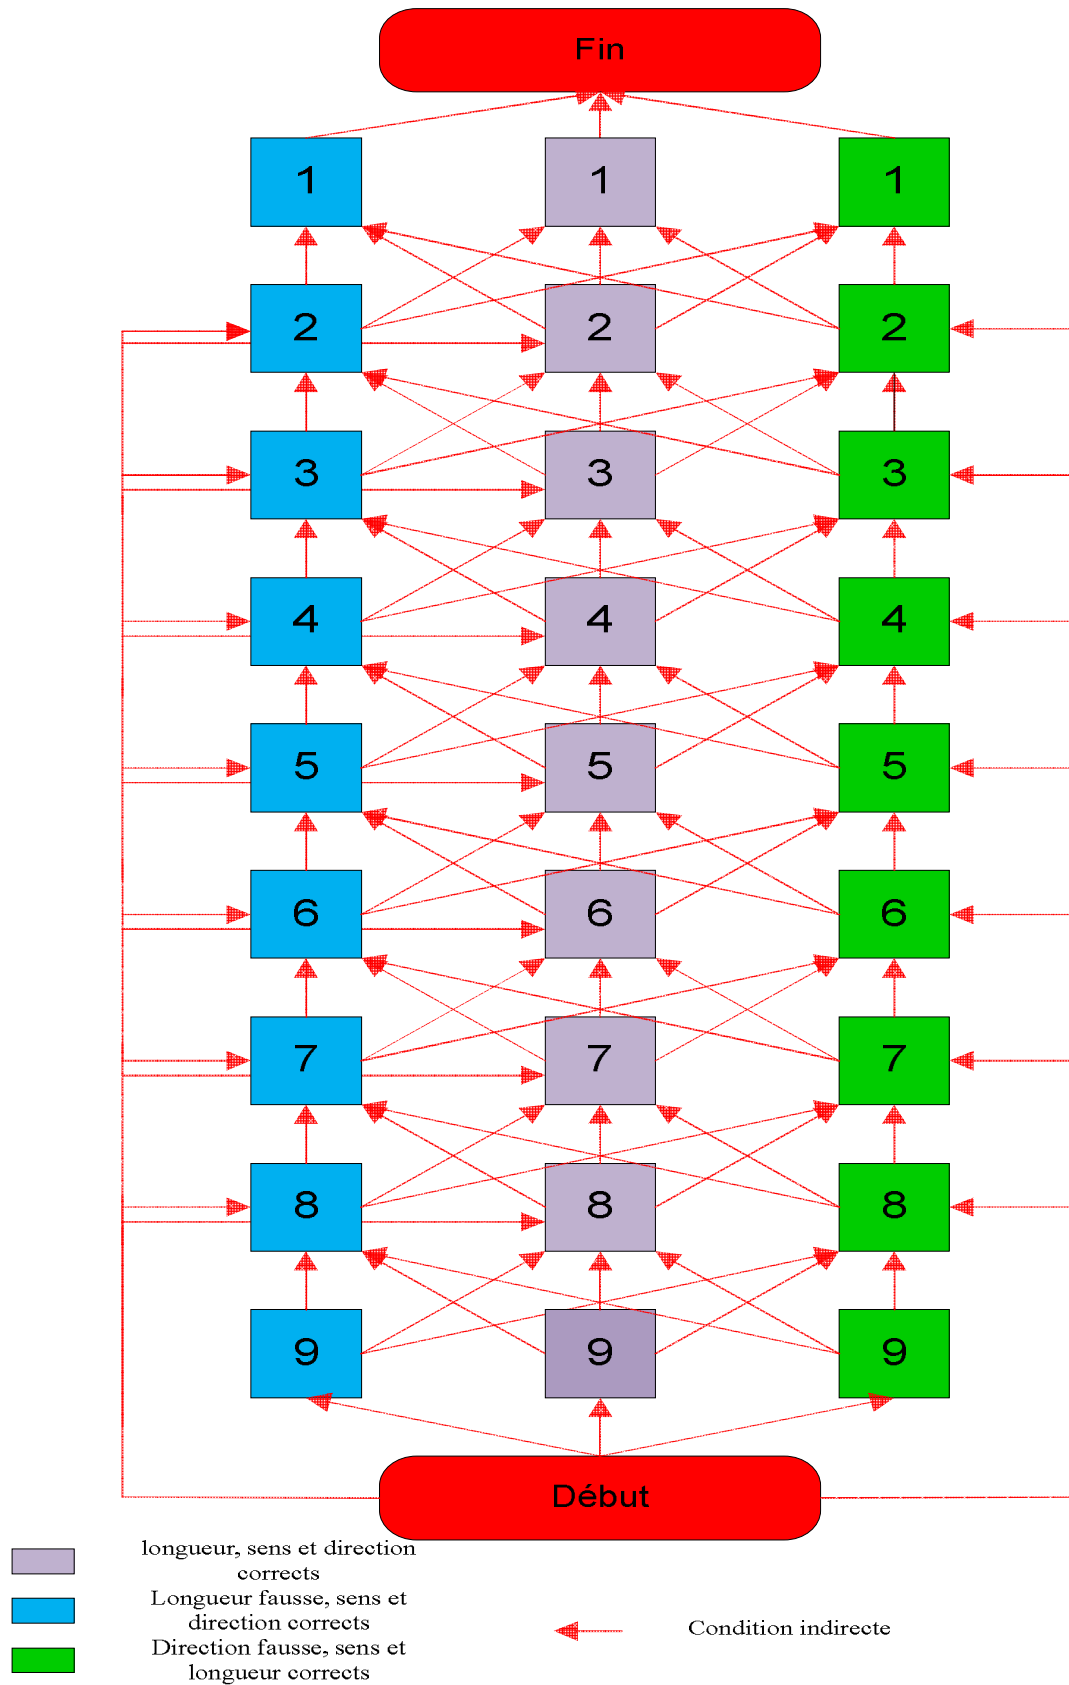 Fin
1 1 1
2 2 2
3 3 3
4 4 4
5 5 5
6 6 6
7 7 7
8 8 8
9 9 9
Début
longueur, sens et direction
corrects
Longueur fausse, sens et
direction corrects
Direction fausse, sens et
longueur corrects
Condition indirecte